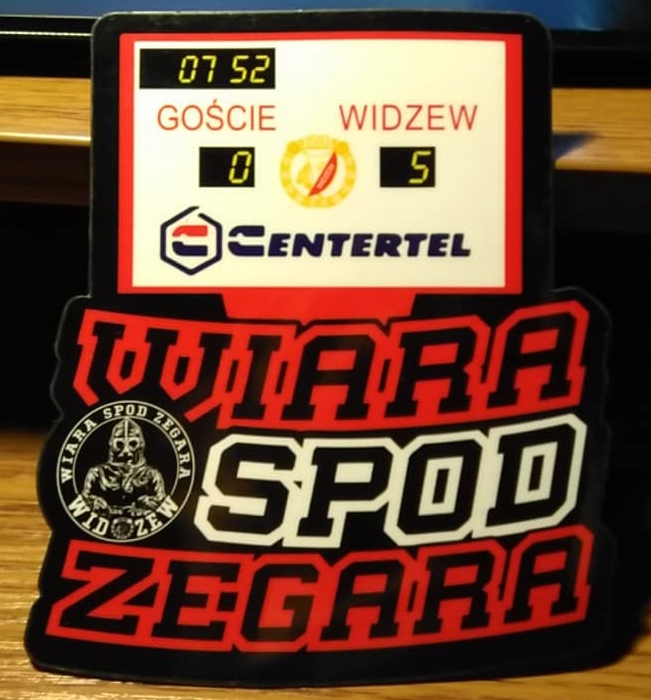 07 52
GOŚCIE WIDZEW
0 5
CENTERTEL
WIARA
SPOD
ZEGARA
WIARA SPOD ZEGARA
WIDZEW